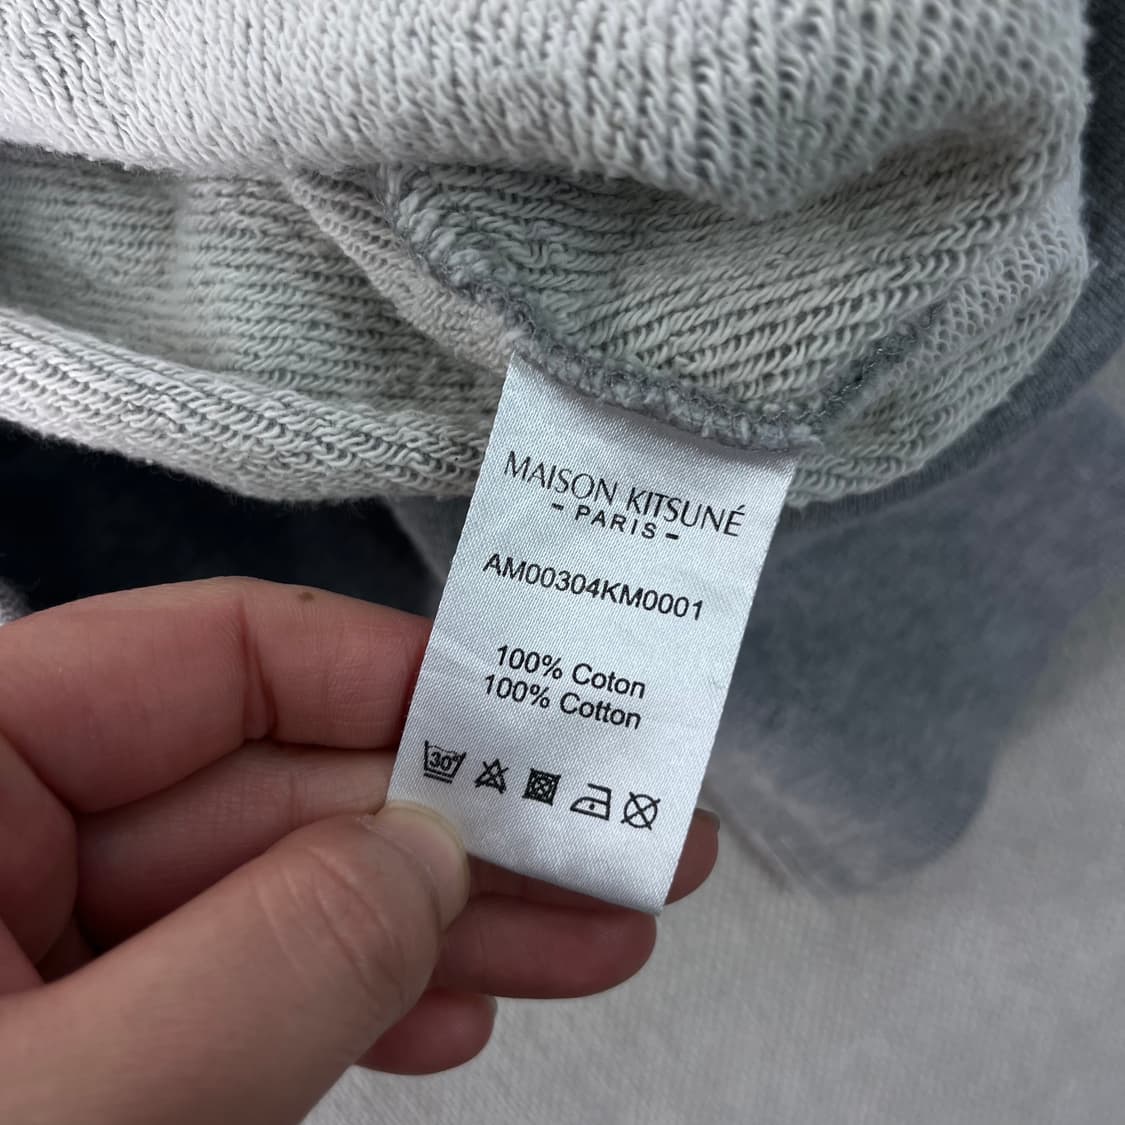 MAISON KITSUNÉ
- PARIS -
AM00304KM0001
100% Coton
100% Cotton
30°